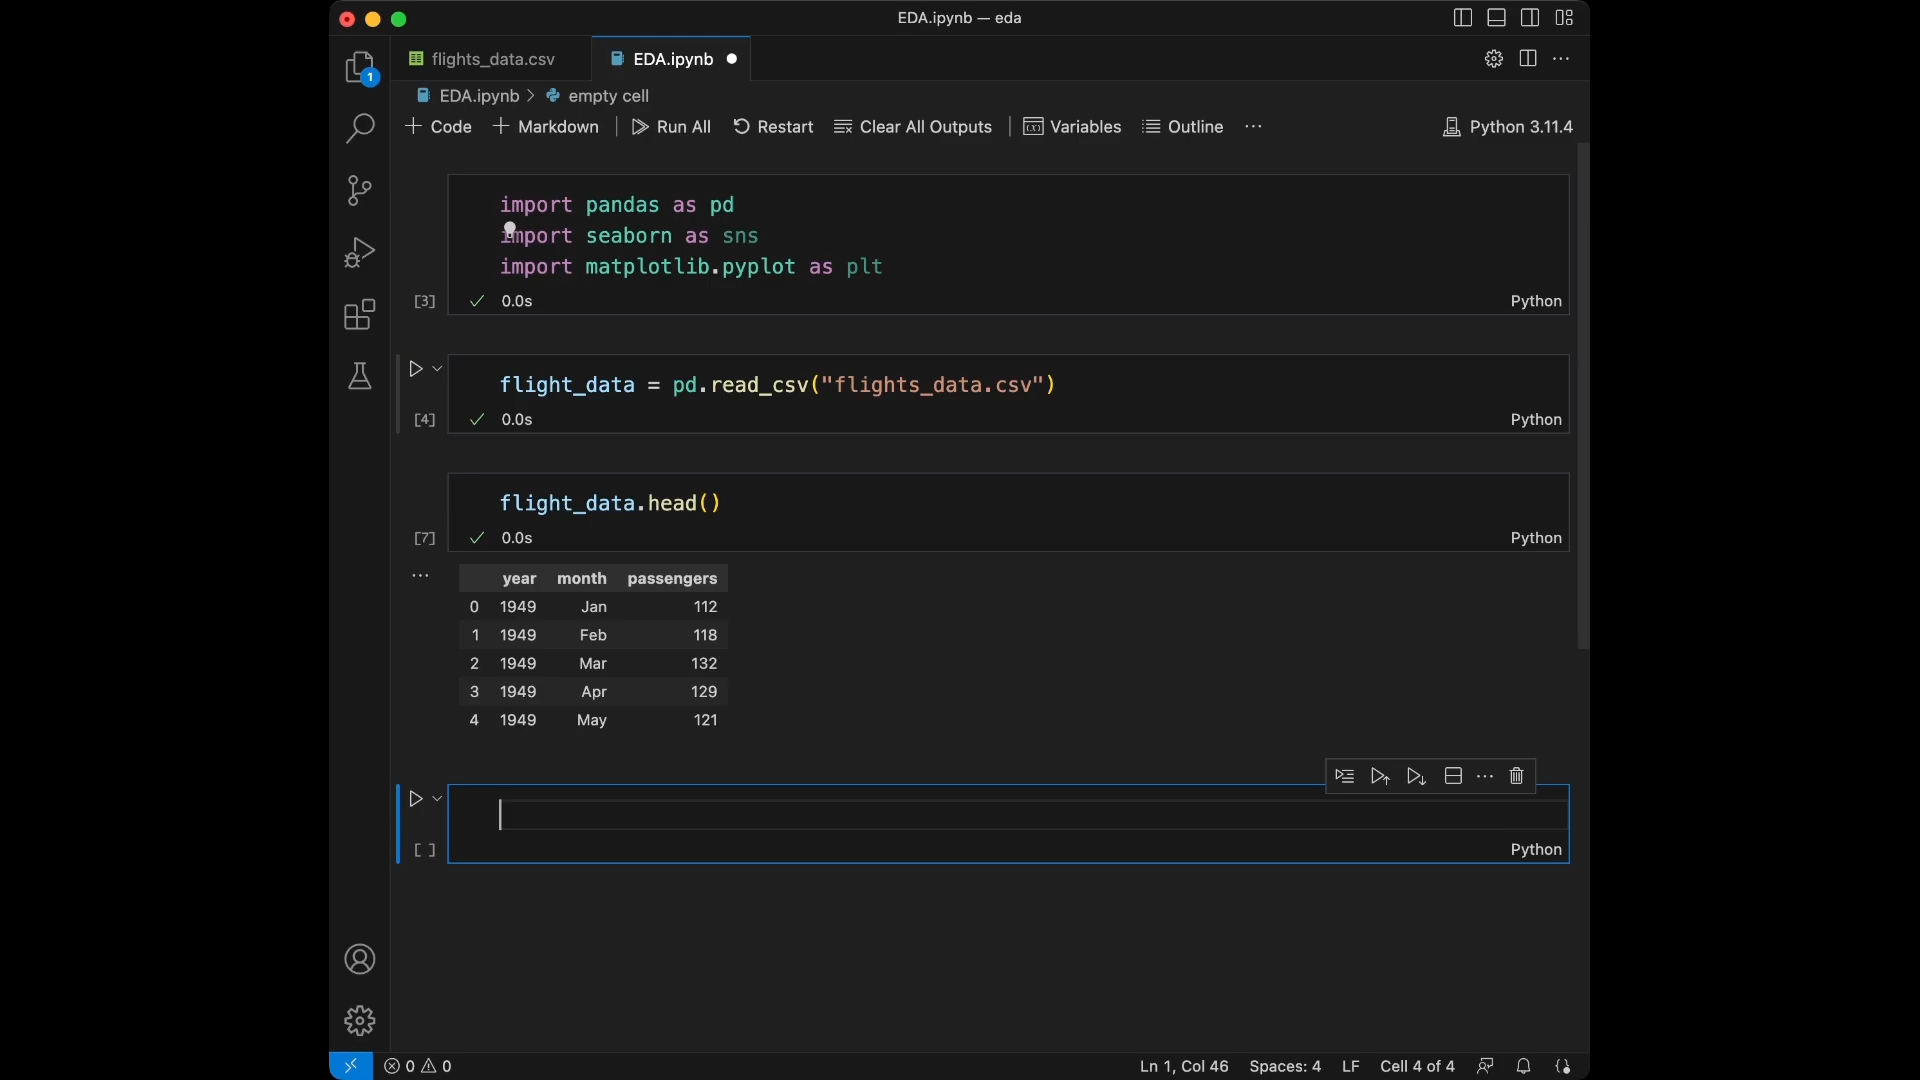 EDA.ipynb — eda
1
flights_data.csv
EDA.ipynb
EDA.ipynb > empty cell
+ Code + Markdown | Run All Restart Clear All Outputs | Variables Outline ... Python 3.11.4
import pandas as pd
import seaborn as sns
import matplotlib.pyplot as plt
[3] 0.0s Python
flight_data = pd.read_csv("flights_data.csv")
[4] 0.0s Python
flight_data.head()
[7] 0.0s Python
year month passengers
0 1949 Jan 112
1 1949 Feb 118
2 1949 Mar 132
3 1949 Apr 129
4 1949 May 121
[ ] Python
0 0 Ln 1, Col 46 Spaces: 4 LF Cell 4 of 4